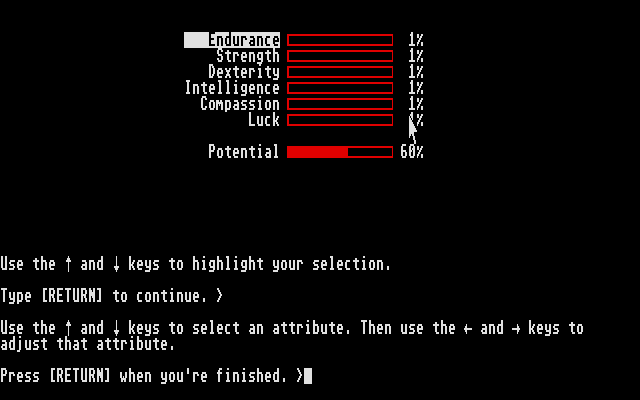 Endurance 1%
Strength 1%
Dexterity 1%
Intelligence 1%
Compassion 1%
Luck 1%
Potential 60%
Use the ↑ and ↓ keys to highlight your selection.
Type [RETURN] to continue. >
Use the ↑ and ↓ keys to select an attribute. Then use the ← and → keys to
adjust that attribute.
Press [RETURN] when you're finished. >